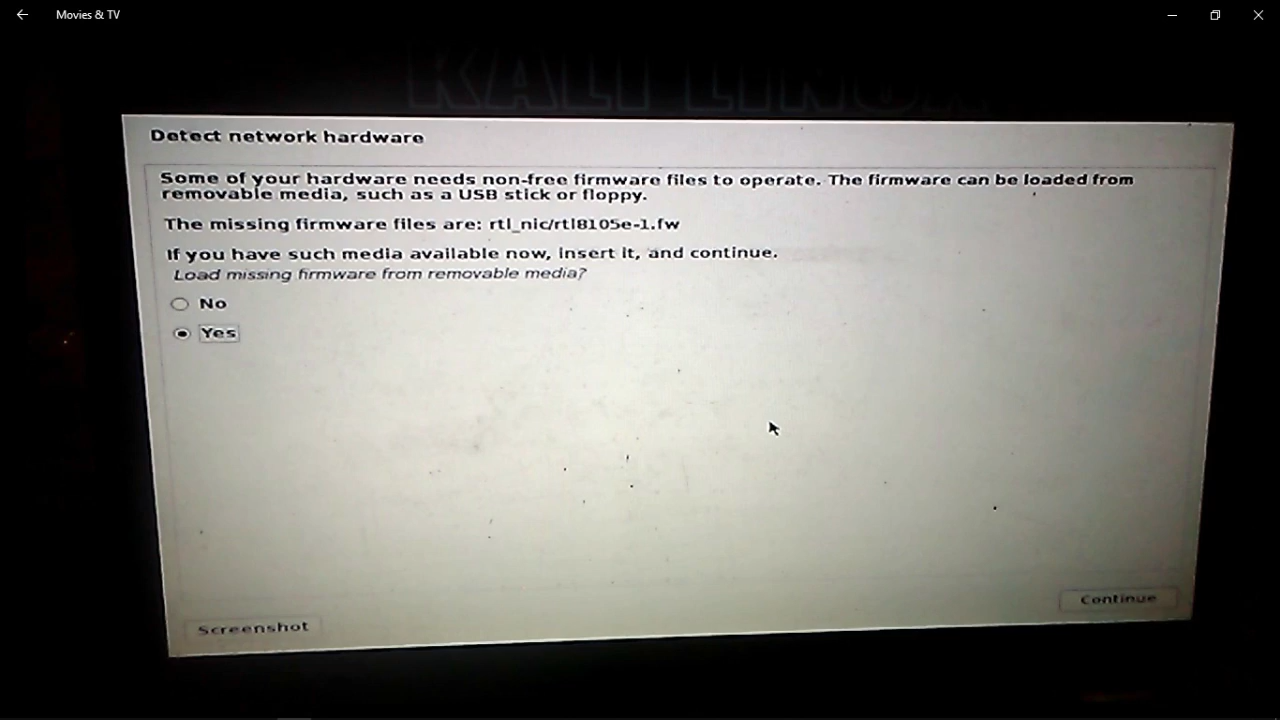 Movies & TV
KALI LINUX
Detect network hardware
Some of your hardware needs non-free firmware files to operate. The firmware can be loaded from
removable media, such as a USB stick or floppy.
The missing firmware files are: rtl_nic/rtl8105e-1.fw
If you have such media available now, insert it, and continue.
Load missing firmware from removable media?
No
Yes
Continue
Screenshot